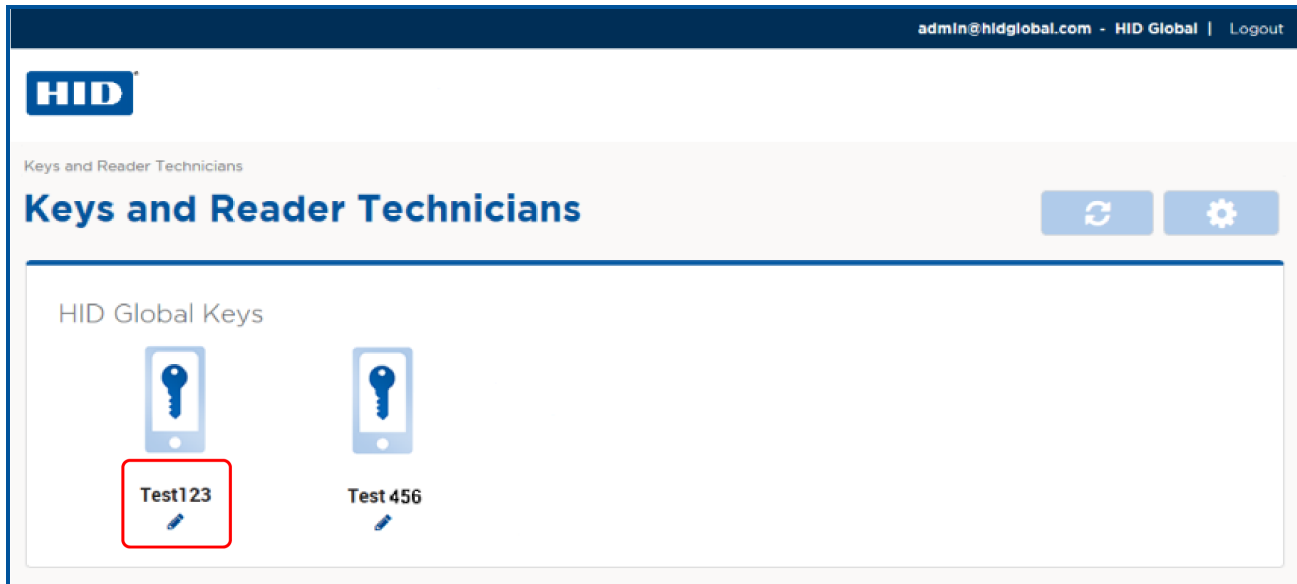 admin@hidglobal.com - HID Global | Logout
HID
Keys and Reader Technicians
Keys and Reader Technicians
HID Global Keys
Test123 Test 456